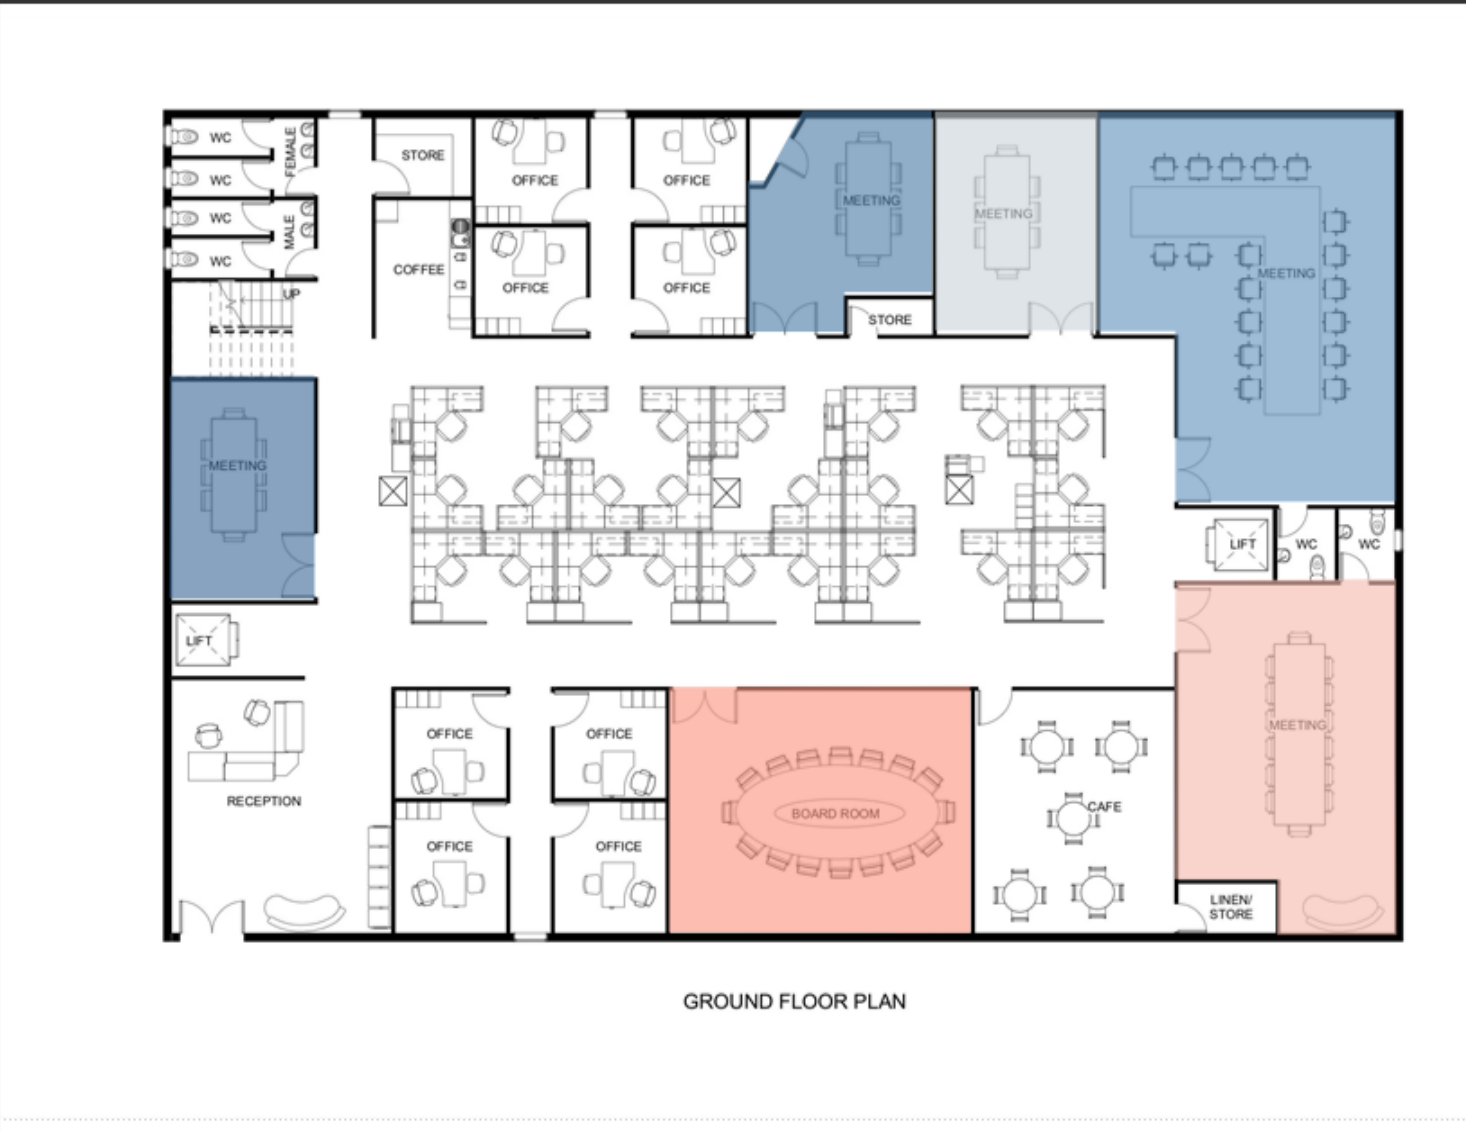 WC
FEMALE
WC
WC
MALE
WC
UP
STORE
COFFEE
OFFICE
OFFICE
OFFICE
OFFICE
MEETING
STORE
MEETING
MEETING
MEETING
LIFT
LIFT
WC
WC
RECEPTION
OFFICE
OFFICE
OFFICE
OFFICE
BOARD ROOM
CAFE
MEETING
LINEN/
STORE
GROUND FLOOR PLAN